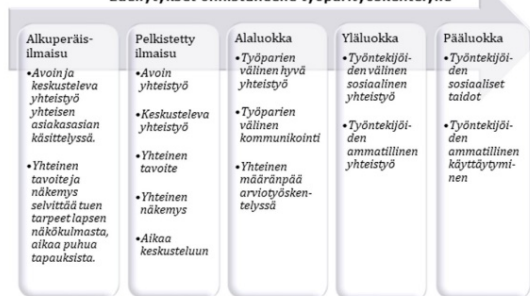 Alkuperäis-
ilmaisu
•Avoin ja
keskusteleva
yhteistyö
yhteisen
asiakasasian
käsittelyssä.
•Yhteinen
tavoite ja
näkemys
selvittää tuen
tarpeet lapsen
näkökulmasta,
aikaa puhua
tapauksista.
Pelkistetty
ilmaisu
•Avoin
yhteistyö
•Keskusteleva
yhteistyö
•Yhteinen
tavoite
•Yhteinen
näkemys
•Aikaa
keskusteluun
Alaluokka
•Työparien
välinen hyvä
yhteistyö
•Työparien
välinen
kommunikointi
•Yhteinen
määränpää
arviotyösken-
telyssä
Yläluokka
•Työntekijöi-
den välinen
sosiaalinen
yhteistyö
•Työntekijöi-
den
ammatillinen
yhteistyö
Pääluokka
•Työntekijöi-
den
sosiaaliset
taidot
•Työntekijöi-
den
ammatillinen
käyttäytymi-
nen